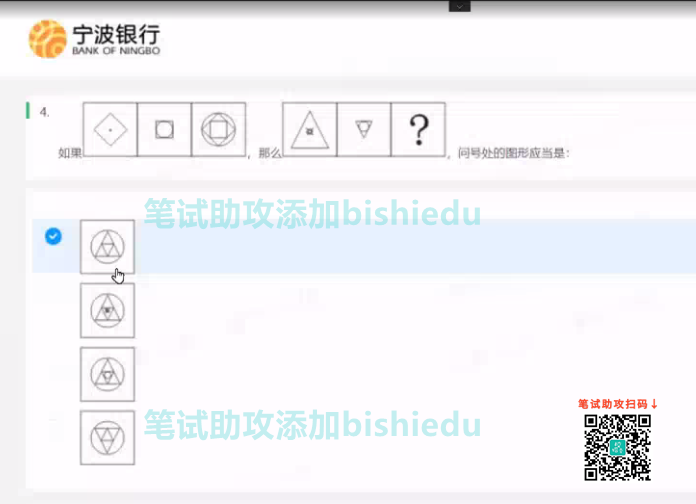 宁波银行
BANK OF NINGBO
4.
如果 ，那么 ？ ，问号处的图形应当是：
笔试助攻添加bishiedu
笔试助攻扫码↓
笔试助攻添加bishiedu